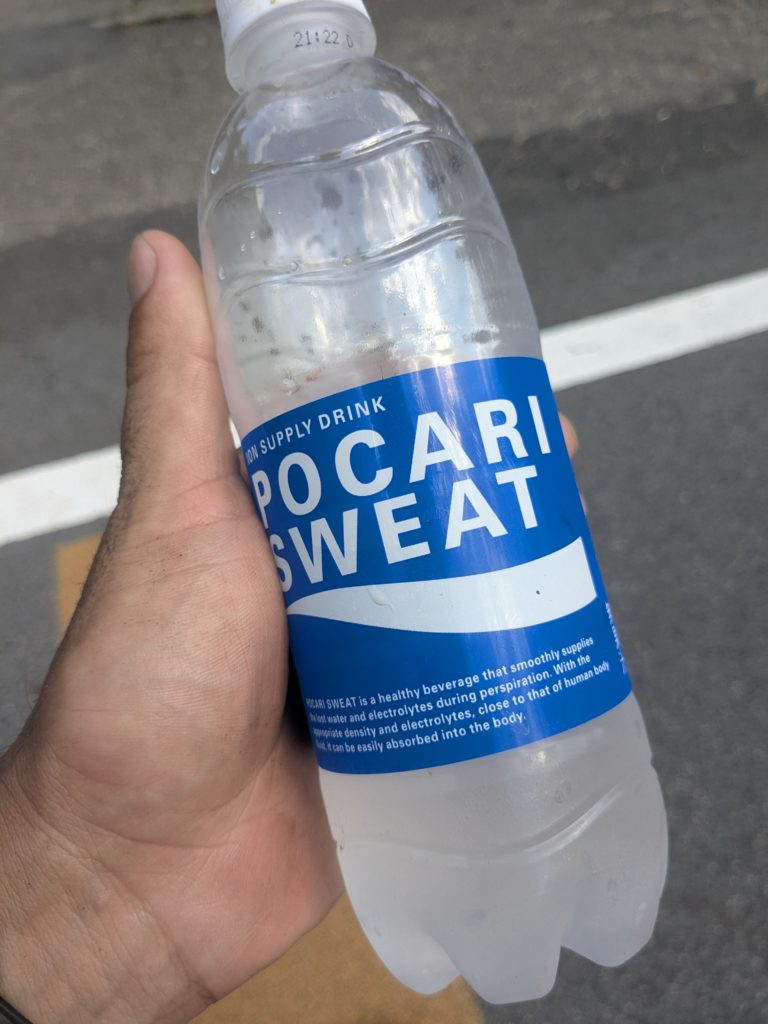 21:22 D
ION SUPPLY DRINK
POCARI
SWEAT
POCARI SWEAT is a healthy beverage that smoothly supplies
the lost water and electrolytes during perspiration. With the
appropriate density and electrolytes, close to that of human body
fluid, it can be easily absorbed into the body.